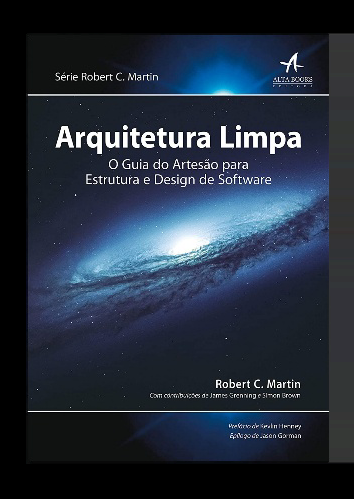 Série Robert C. Martin
ALTA BOOKS
EDITORA
Arquitetura Limpa
O Guia do Artesão para
Estrutura e Design de Software
Robert C. Martin
Com contribuições de James Grenning e Simon Brown
Prefácio de Kevlin Henney
Epílogo de Jason Gorman